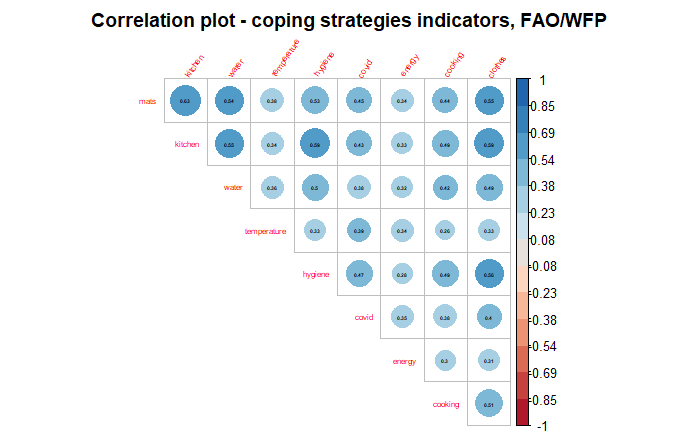 Correlation plot - coping strategies indicators, FAO/WFP
kitchen water temperature hygiene covid energy cooking clothes
mats 0.63 0.54 0.38 0.53 0.45 0.34 0.44 0.55
kitchen 0.55 0.34 0.59 0.43 0.33 0.49 0.59
water 0.36 0.5 0.38 0.32 0.42 0.49
temperature 0.33 0.39 0.34 0.26 0.33
hygiene 0.47 0.28 0.49 0.56
covid 0.35 0.38 0.4
energy 0.3 0.31
cooking 0.51
1
0.85
0.69
0.54
0.38
0.23
0.08
-0.08
-0.23
-0.38
-0.54
-0.69
-0.85
-1